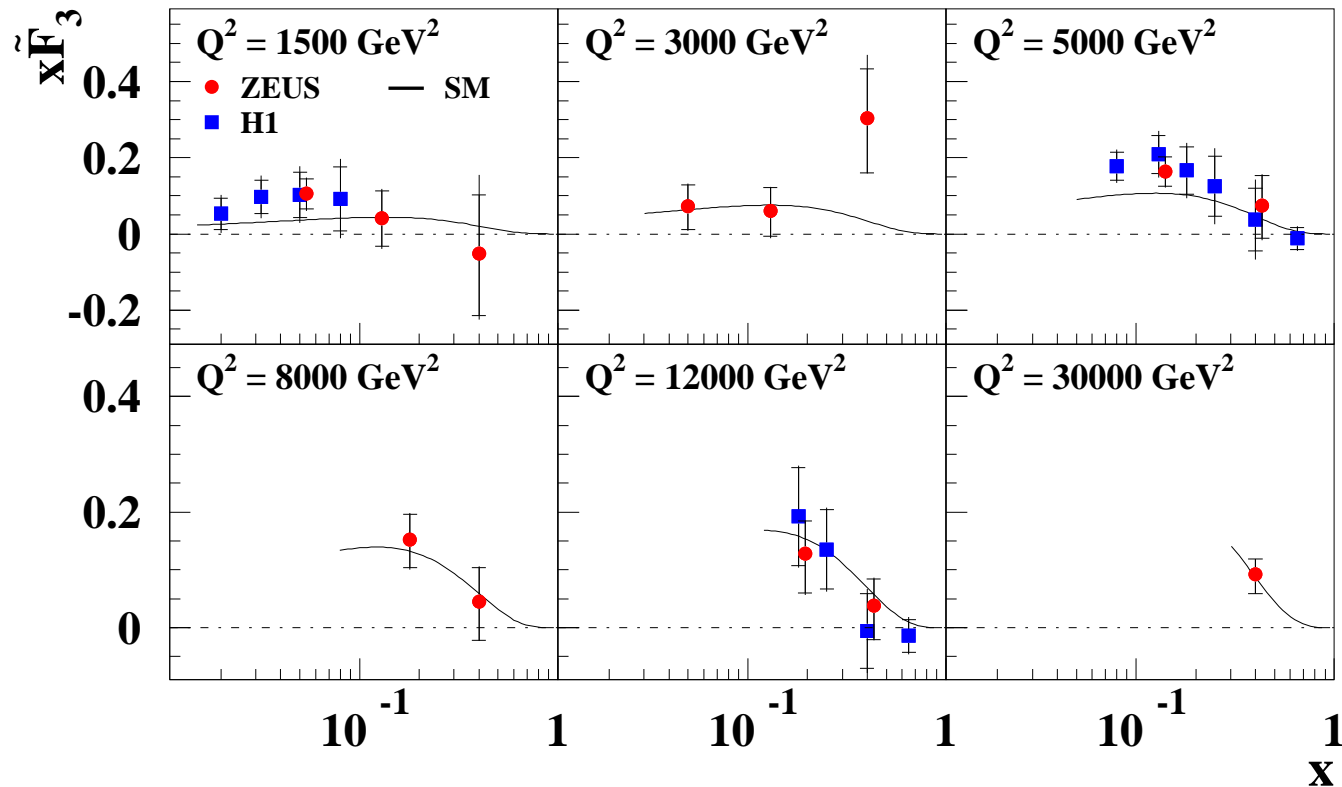 xF̃₃
Q² = 1500 GeV²
Q² = 3000 GeV²
Q² = 5000 GeV²
ZEUS
SM
H1
0.4
0.2
0
-0.2
Q² = 8000 GeV²
Q² = 12000 GeV²
Q² = 30000 GeV²
0.4
0.2
0
10⁻¹
1
10⁻¹
1
10⁻¹
1
x